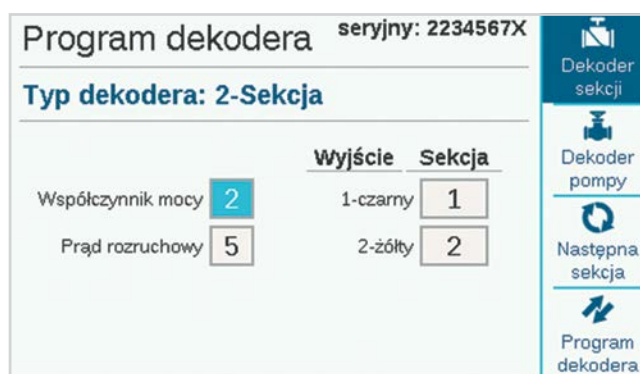 Program dekodera
seryjny: 2234567X
Typ dekodera: 2-Sekcja
Wyjście Sekcja
Współczynnik mocy 2 1-czarny 1
Prąd rozruchowy 5 2-żółty 2
Dekoder
sekcji
Dekoder
pompy
Następna
sekcja
Program
dekodera